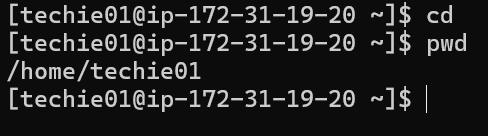 [techie01@ip-172-31-19-20 ~]$ cd
[techie01@ip-172-31-19-20 ~]$ pwd
/home/techie01
[techie01@ip-172-31-19-20 ~]$